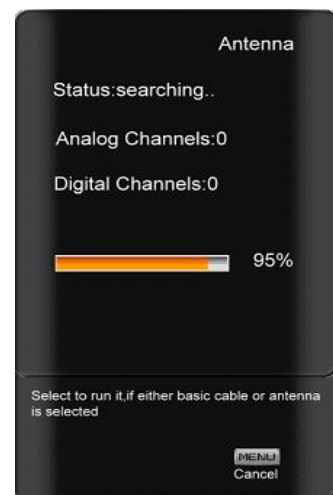 Antenna
Status:searching..
Analog Channels:0
Digital Channels:0
95%
Select to run it,if either basic cable or antenna
is selected
MENU
Cancel